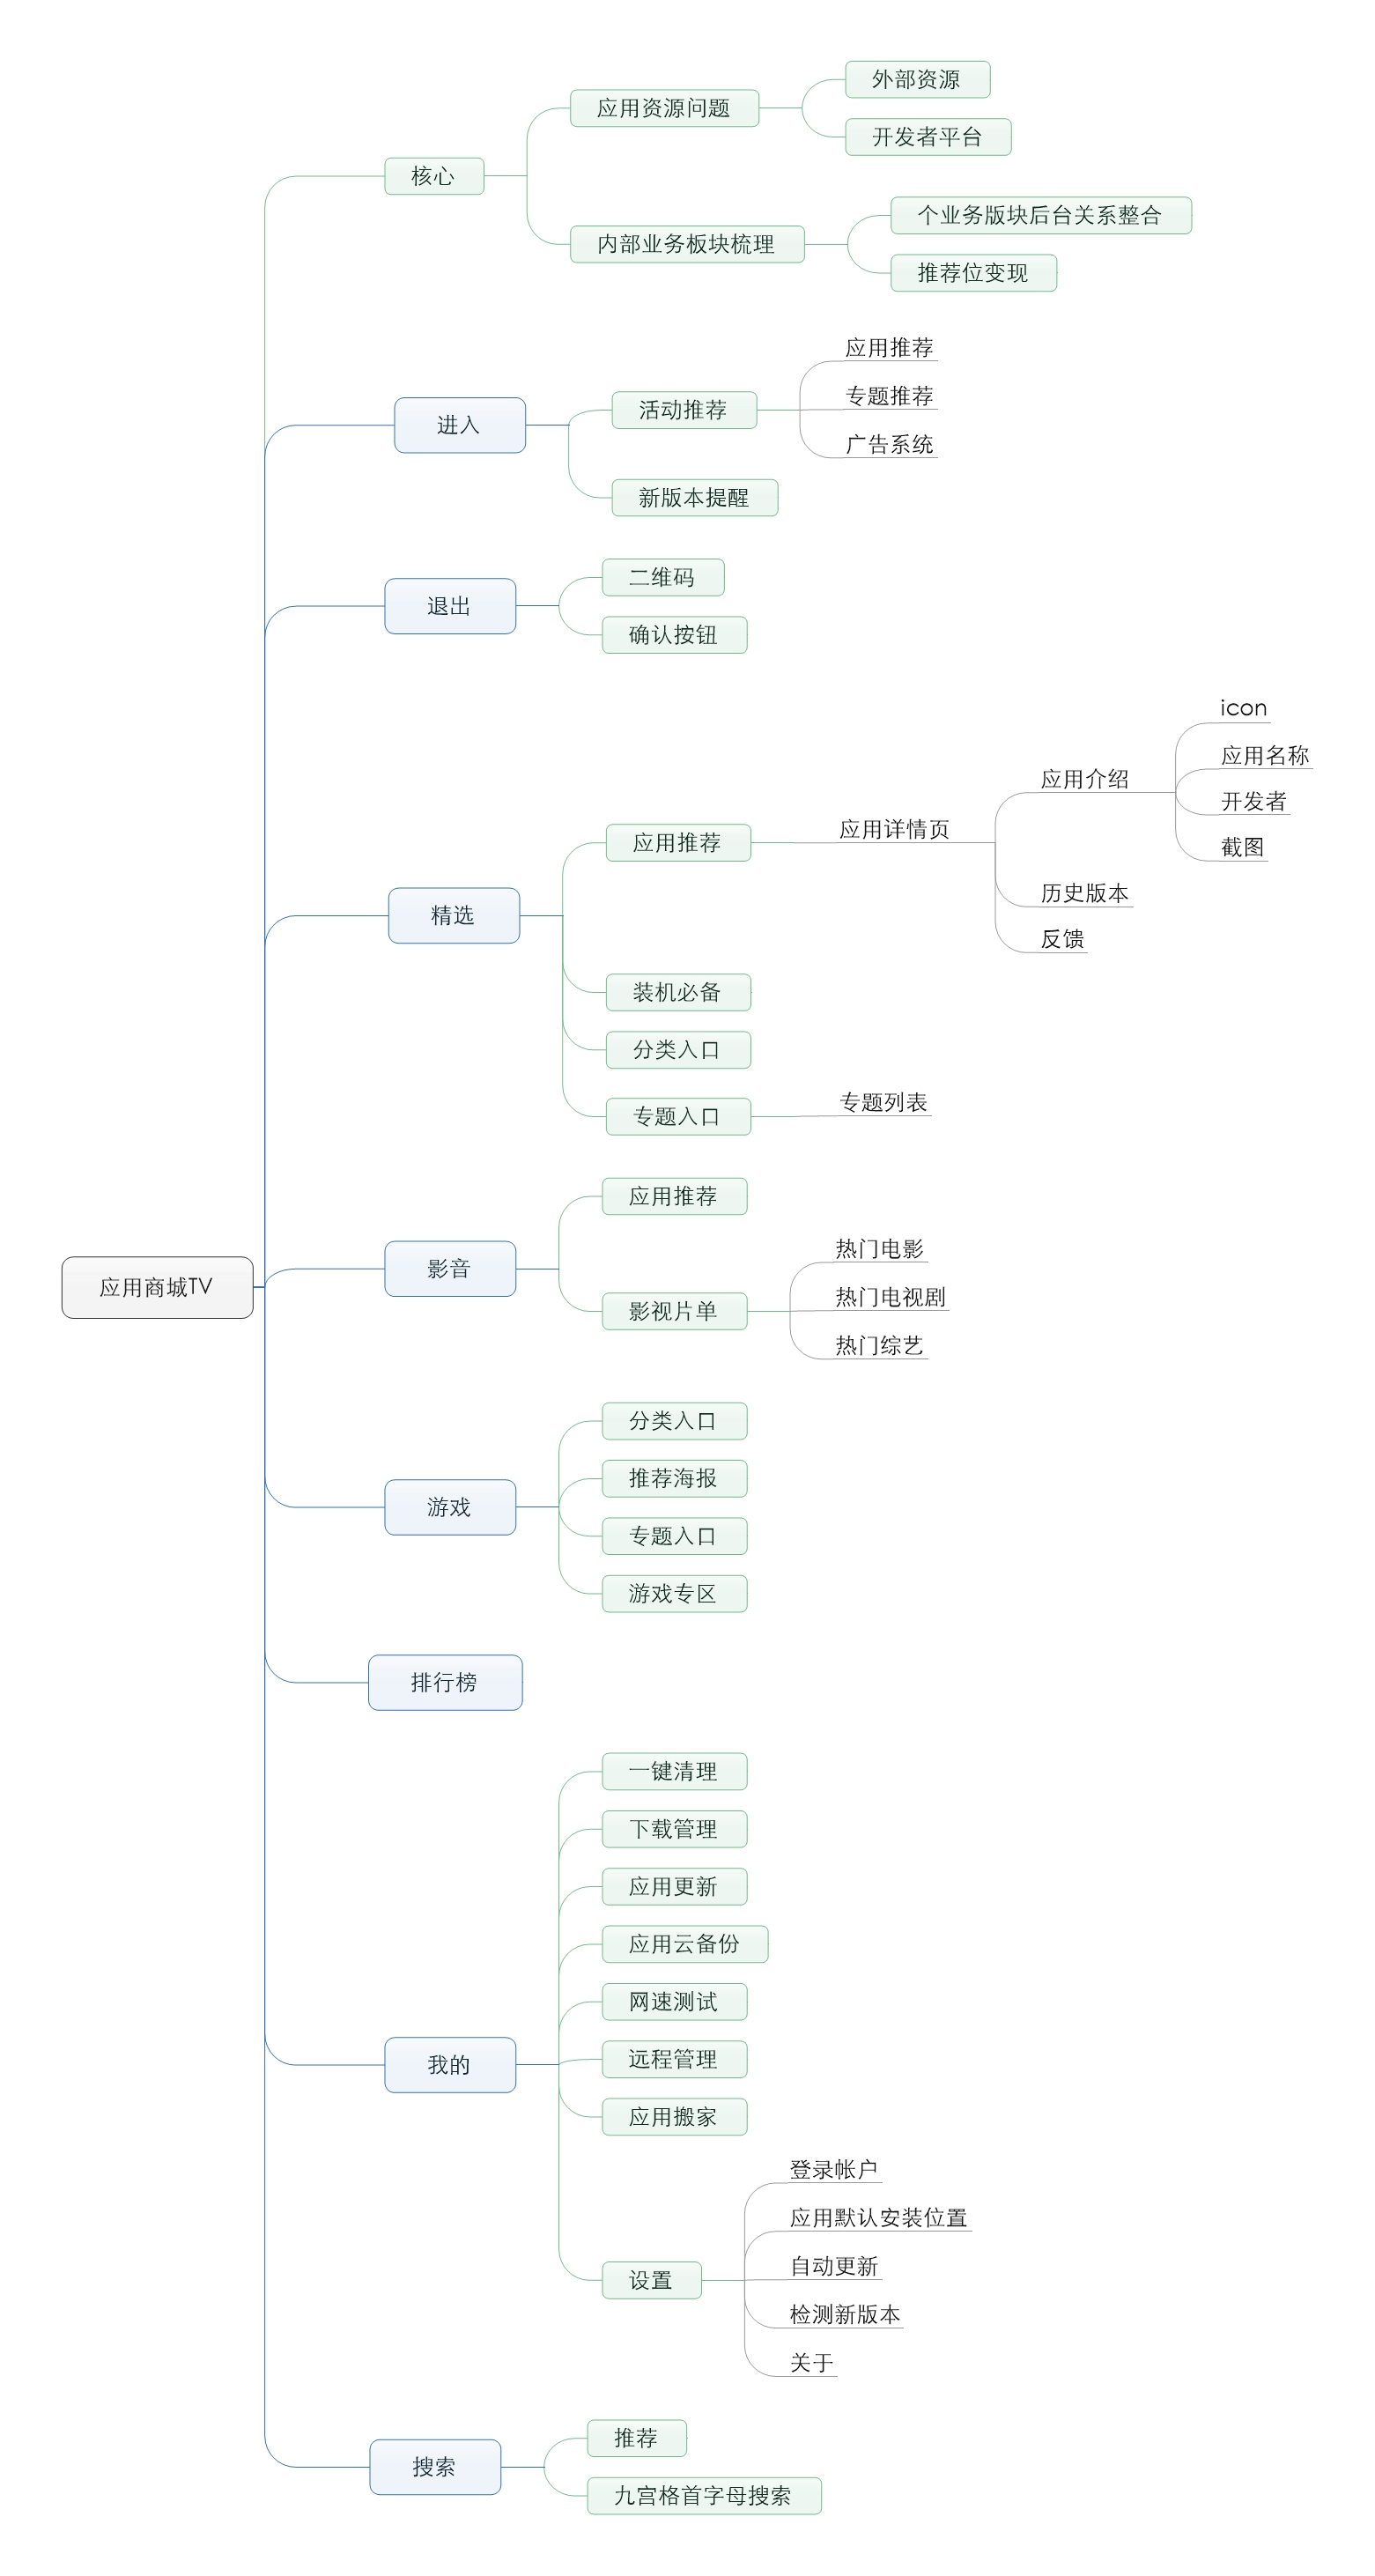 外部资源
应用资源问题
开发者平台
核心
个业务版块后台关系整合
内部业务板块梳理
推荐位变现
应用推荐
活动推荐
专题推荐
进入
广告系统
新版本提醒
二维码
退出
确认按钮
icon
应用名称
应用介绍
开发者
应用详情页
应用推荐
截图
历史版本
精选
反馈
装机必备
分类入口
专题列表
专题入口
应用推荐
热门电影
影音
应用商城TV
热门电视剧
影视片单
热门综艺
分类入口
推荐海报
游戏
专题入口
游戏专区
排行榜
一键清理
下载管理
应用更新
应用云备份
网速测试
远程管理
我的
应用搬家
登录帐户
应用默认安装位置
自动更新
设置
检测新版本
关于
推荐
搜索
九宫格首字母搜索